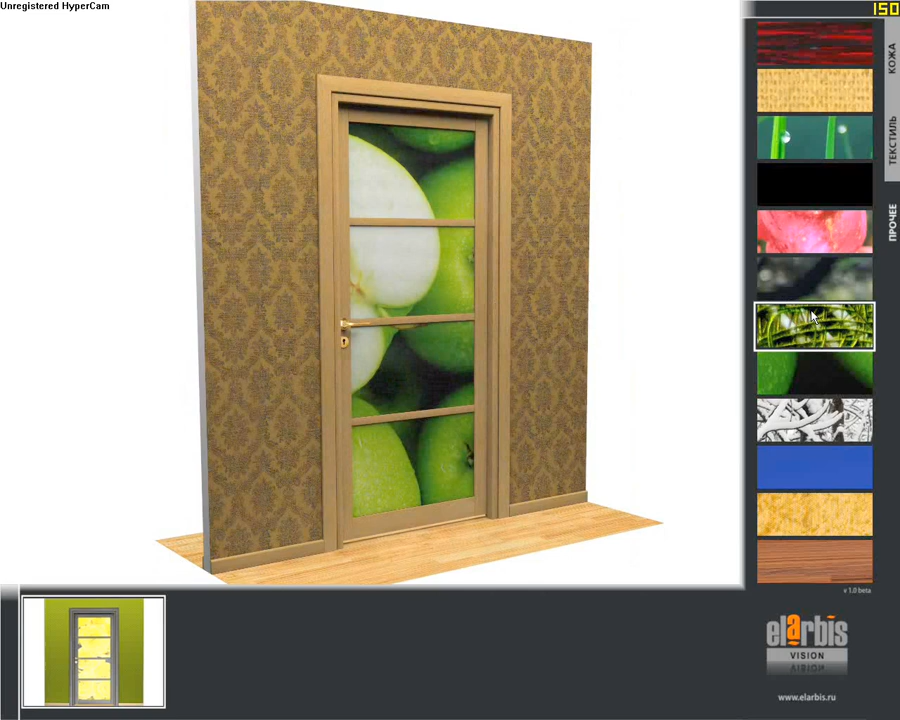 Unregistered HyperCam
150
КОЖА
ТЕКСТИЛЬ
ПРОЧЕЕ
v 1.0 beta
elarbis
VISION
www.elarbis.ru